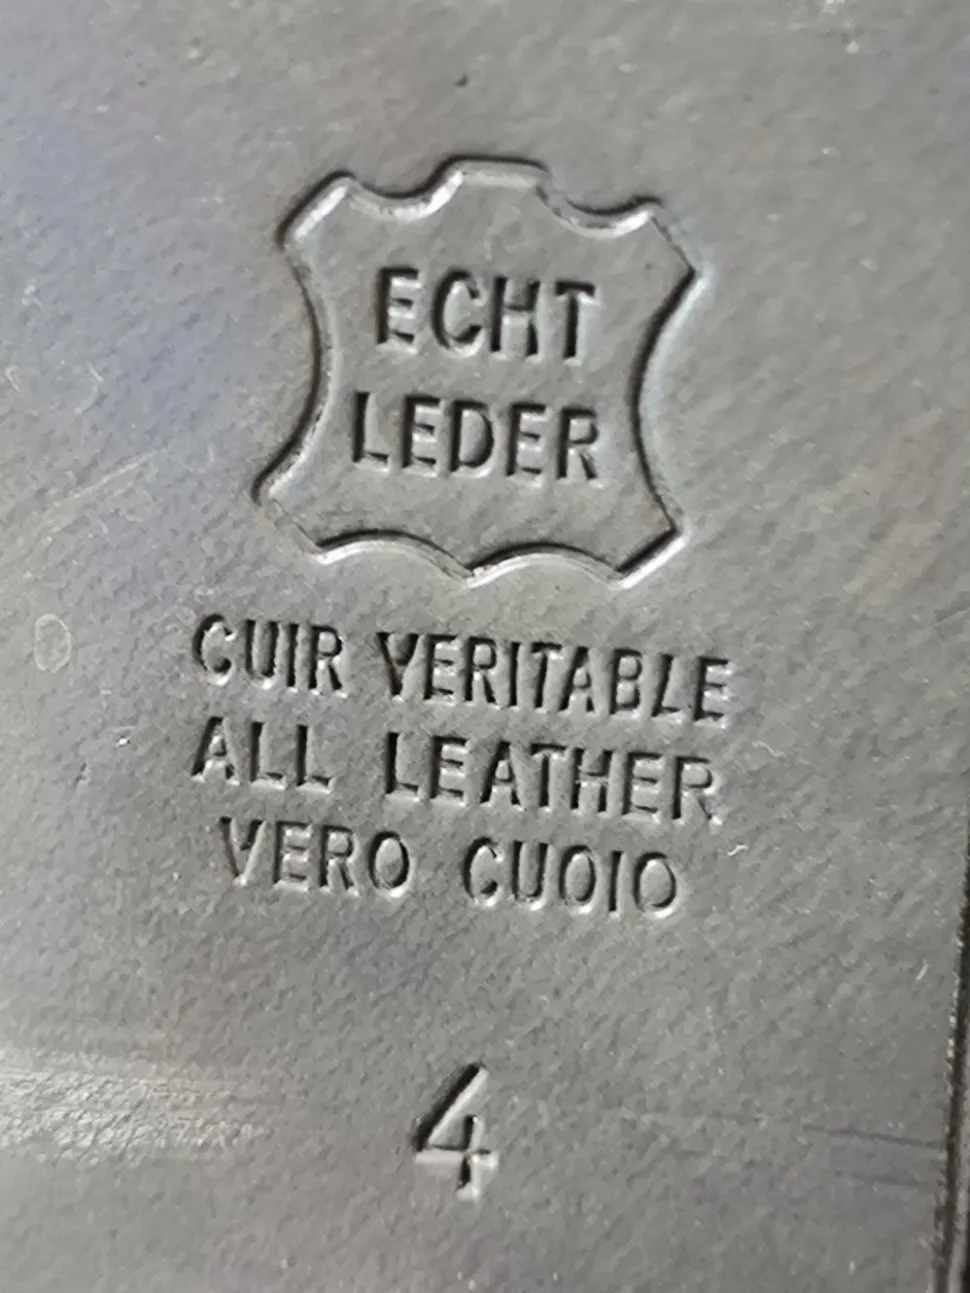 ECHT
LEDER
CUIR VERITABLE
ALL LEATHER
VERO CUOIO
4